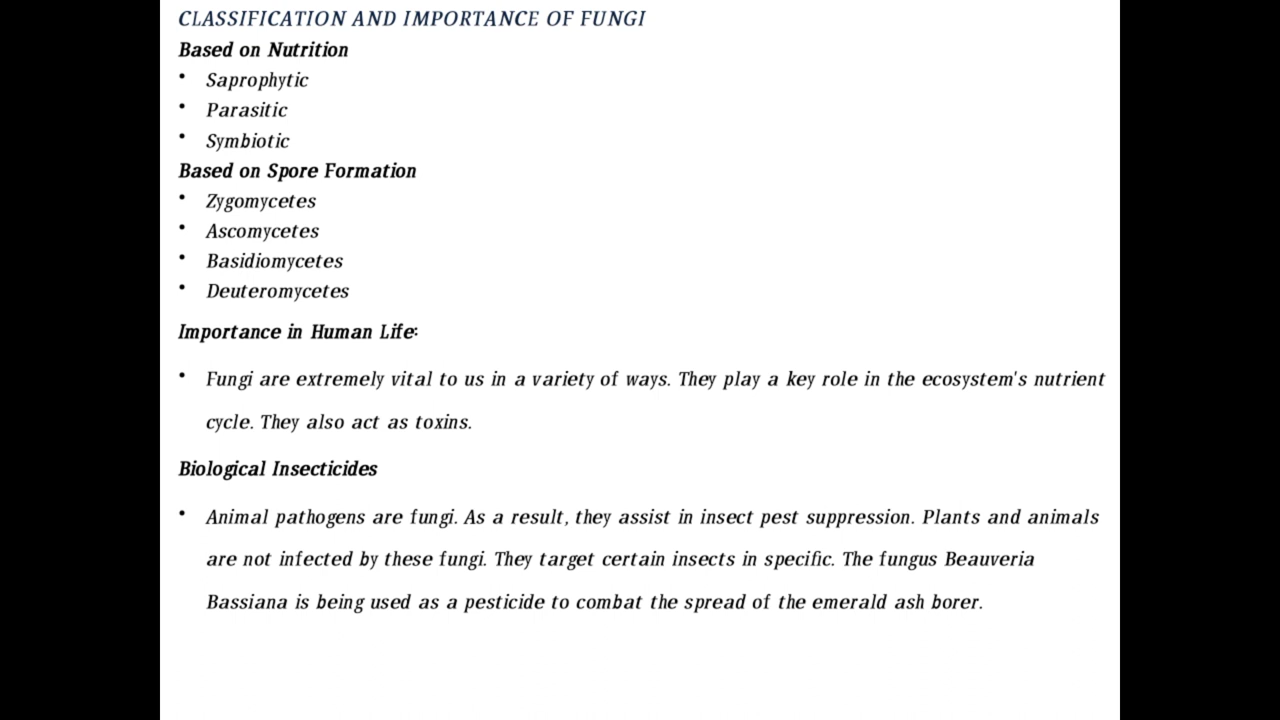 CLASSIFICATION AND IMPORTANCE OF FUNGI
Based on Nutrition
• Saprophytic
• Parasitic
• Symbiotic
Based on Spore Formation
• Zygomycetes
• Ascomycetes
• Basidiomycetes
• Deuteromycetes
Importance in Human Life:
• Fungi are extremely vital to us in a variety of ways. They play a key role in the ecosystem's nutrient
cycle. They also act as toxins.
Biological Insecticides
• Animal pathogens are fungi. As a result, they assist in insect pest suppression. Plants and animals
are not infected by these fungi. They target certain insects in specific. The fungus Beauveria
Bassiana is being used as a pesticide to combat the spread of the emerald ash borer.